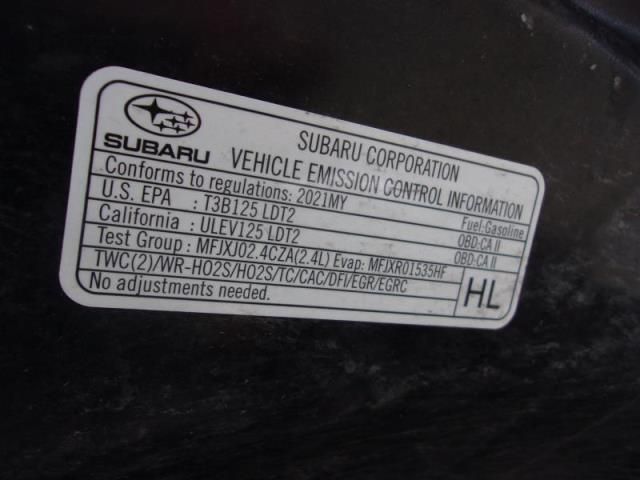 SUBARU
SUBARU CORPORATION
VEHICLE EMISSION CONTROL INFORMATION
Conforms to regulations: 2021MY Fuel:Gasoline
U.S. EPA : T3B125 LDT2 OBD:CA II
California : ULEV125 LDT2 OBD:CA II
Test Group : MFJXJ02.4CZA(2.4L) Evap: MFJXR01535HF
TWC(2)/WR-HO2S/HO2S/TC/CAC/DFI/EGR/EGRC
No adjustments needed.
HL